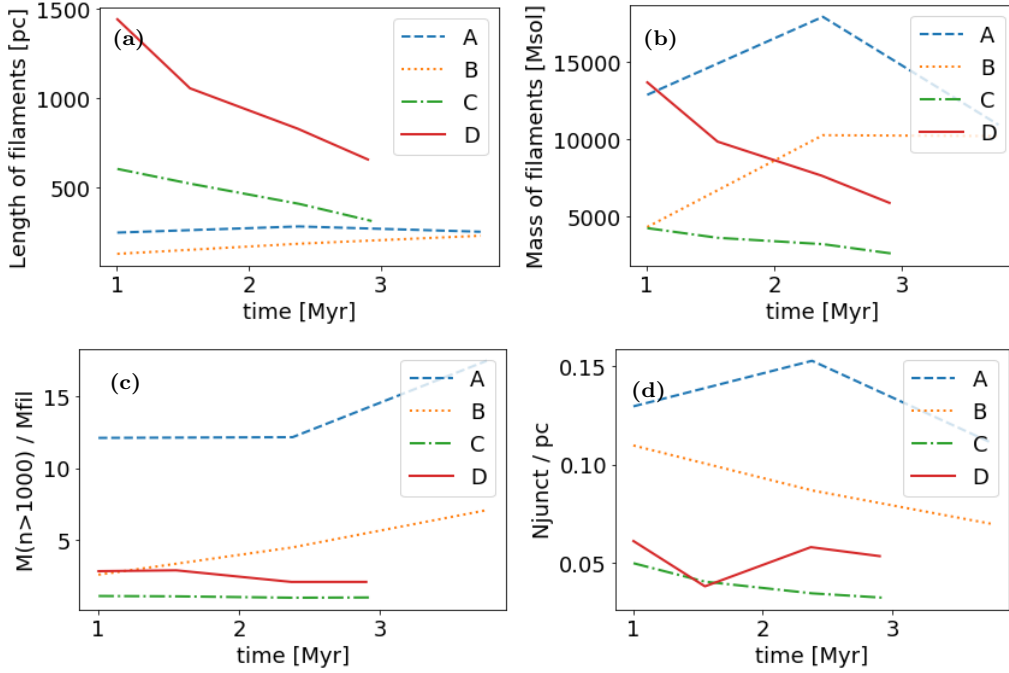 Length of filaments [pc]
1500
1000
500
(a)
A
B
C
D
1
2
3
time [Myr]
Mass of filaments [Msol]
15000
10000
5000
(b)
A
B
C
D
1
2
3
time [Myr]
M(n>1000) / Mfil
15
10
5
(c)
A
B
C
D
1
2
3
time [Myr]
Njunct / pc
0.15
0.10
0.05
(d)
A
B
C
D
1
2
3
time [Myr]